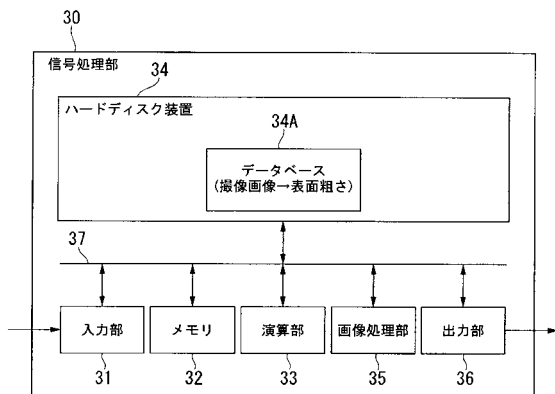 30
信号処理部
34
ハードディスク装置
34A
データベース
(撮像画像→表面粗さ)
37
入力部
メモリ
演算部
画像処理部
出力部
31
32
33
35
36